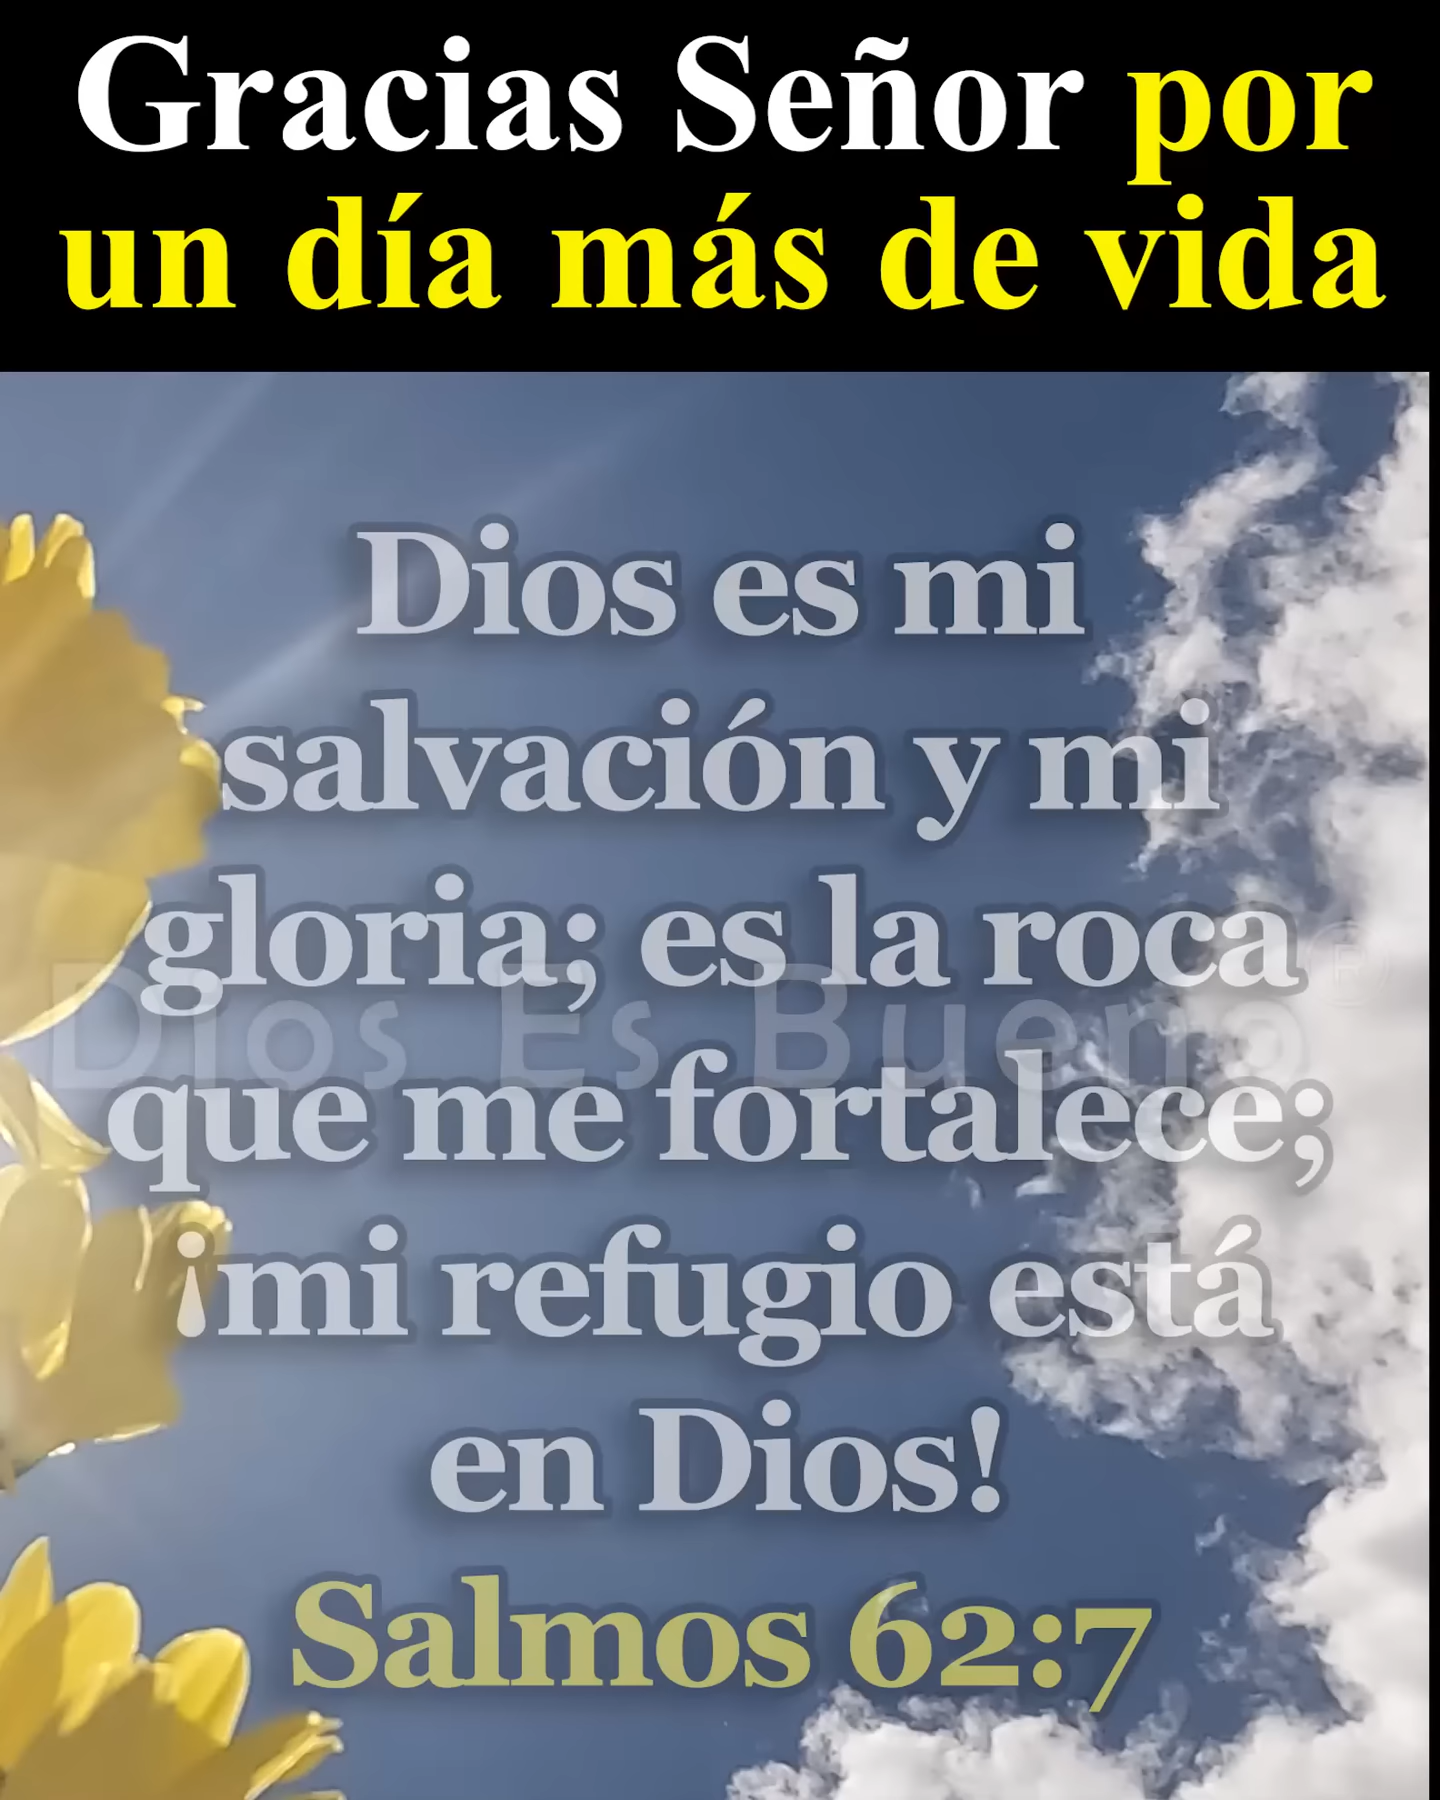 Gracias Señor por
un día más de vida
Dios es mi
salvación y mi
gloria; es la roca
Dios Es Bueno®
que me fortalece;
¡mi refugio está
en Dios!
Salmos 62:7